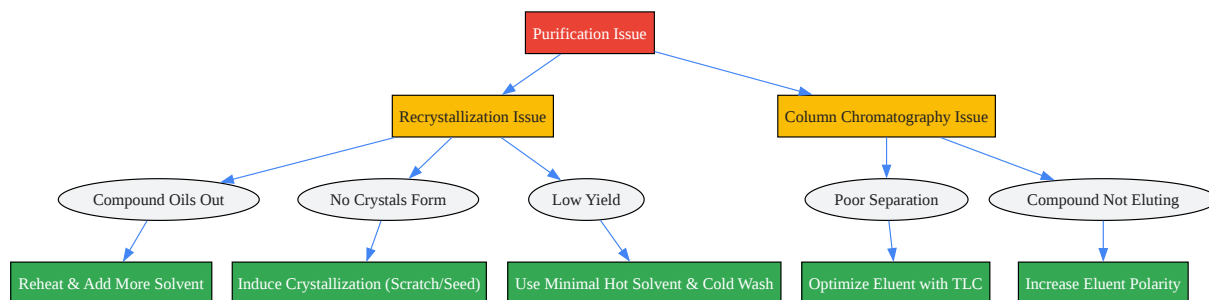 Purification Issue
Recrystallization Issue
Column Chromatography Issue
Compound Oils Out
No Crystals Form
Low Yield
Poor Separation
Compound Not Eluting
Reheat & Add More Solvent
Induce Crystallization (Scratch/Seed)
Use Minimal Hot Solvent & Cold Wash
Optimize Eluent with TLC
Increase Eluent Polarity